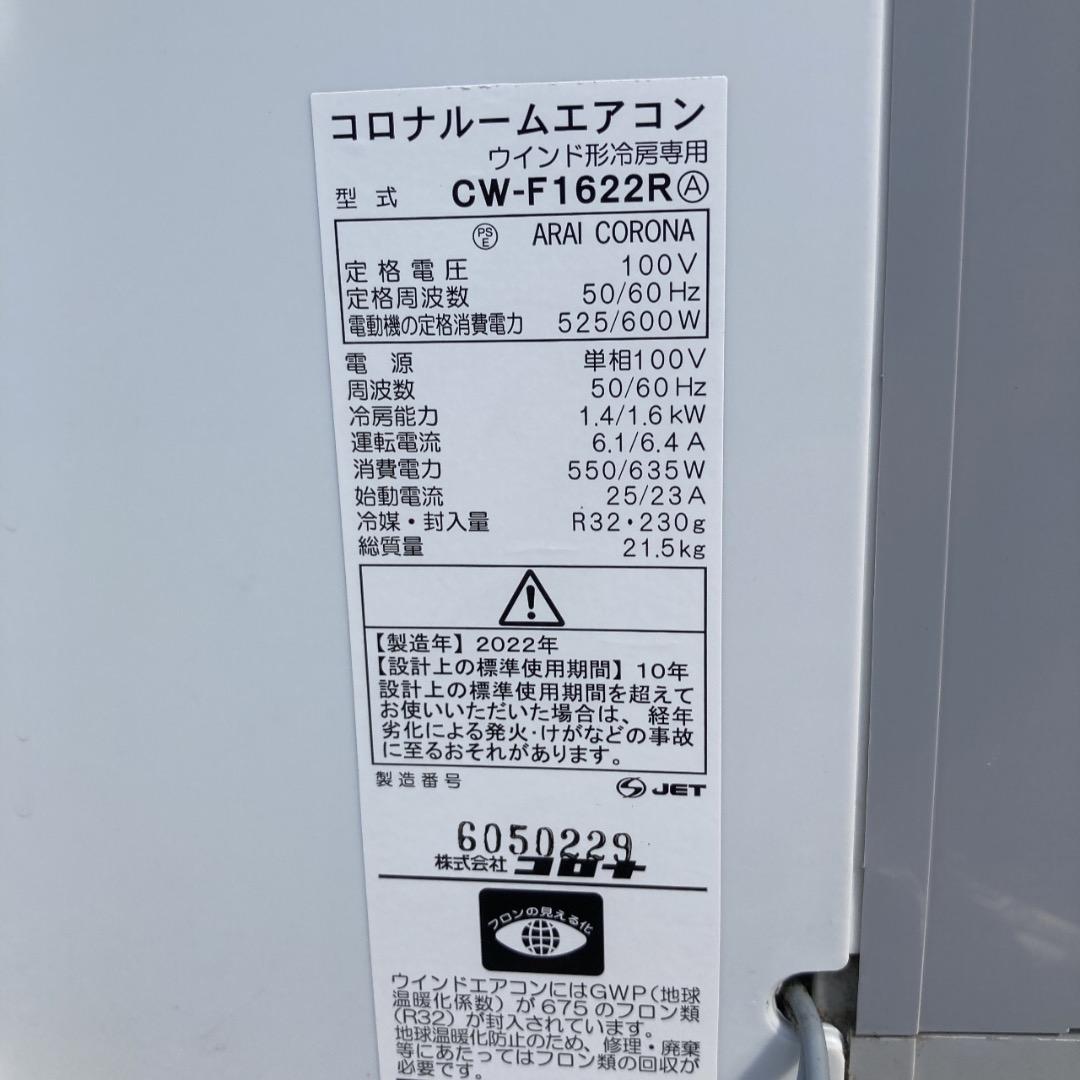 コロナルームエアコン
ウインド形冷房専用
型 式 CW-F1622RⒶ
PSE ARAI CORONA
定格電圧 100V
定格周波数 50/60Hz
電動機の定格消費電力 525/600W
電 源 単相100V
周波数 50/60Hz
冷房能力 1.4/1.6kW
運転電流 6.1/6.4A
消費電力 550/635W
始動電流 25/23A
冷媒・封入量 R32・230g
総質量 21.5kg
【製造年】2022年
【設計上の標準使用期間】10年
設計上の標準使用期間を超えて
お使いいただいた場合は、経年
劣化による発火・けがなどの事故
に至るおそれがあります。
製造番号 JET
6050229
株式会社 コロナ
フロンの見える化
ウインドエアコンにはGWP(地球
温暖化係数)が675のフロン類
(R32)が封入されています。
地球温暖化防止のため、修理・廃棄
等にあたってはフロン類の回収が
必要です。